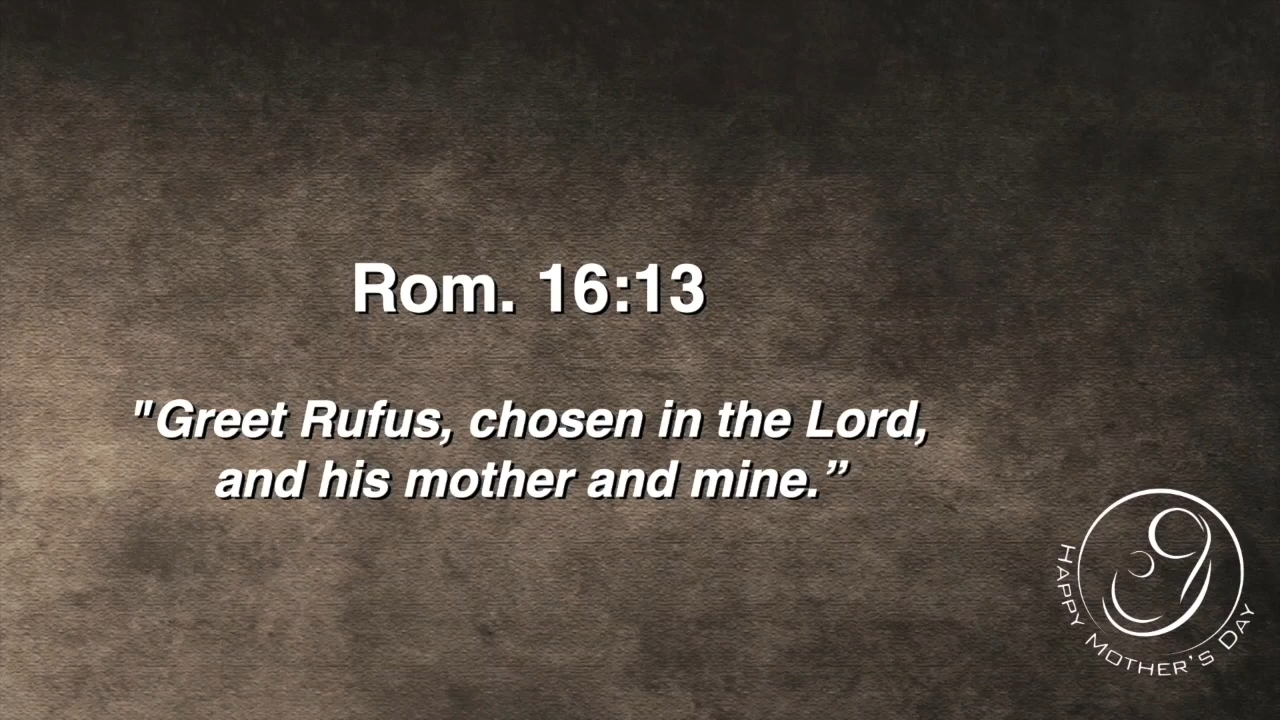 Rom. 16:13
"Greet Rufus, chosen in the Lord,
and his mother and mine.”
HAPPY MOTHER'S DAY